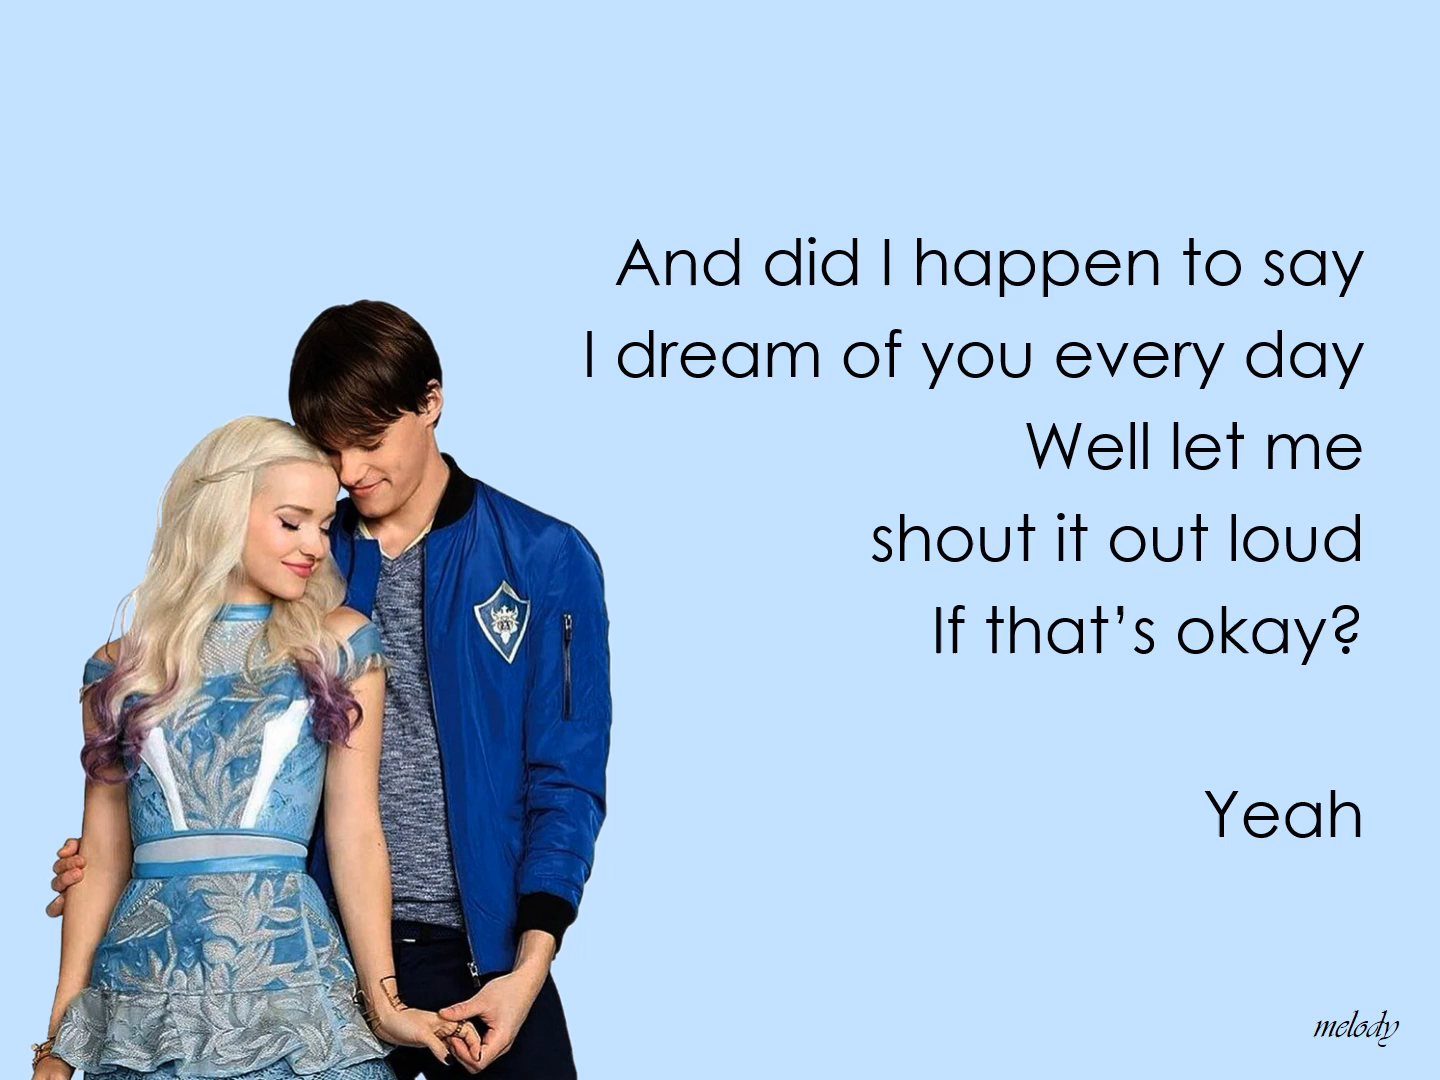 And did I happen to say
I dream of you every day
Well let me
shout it out loud
If that’s okay?
Yeah
melody